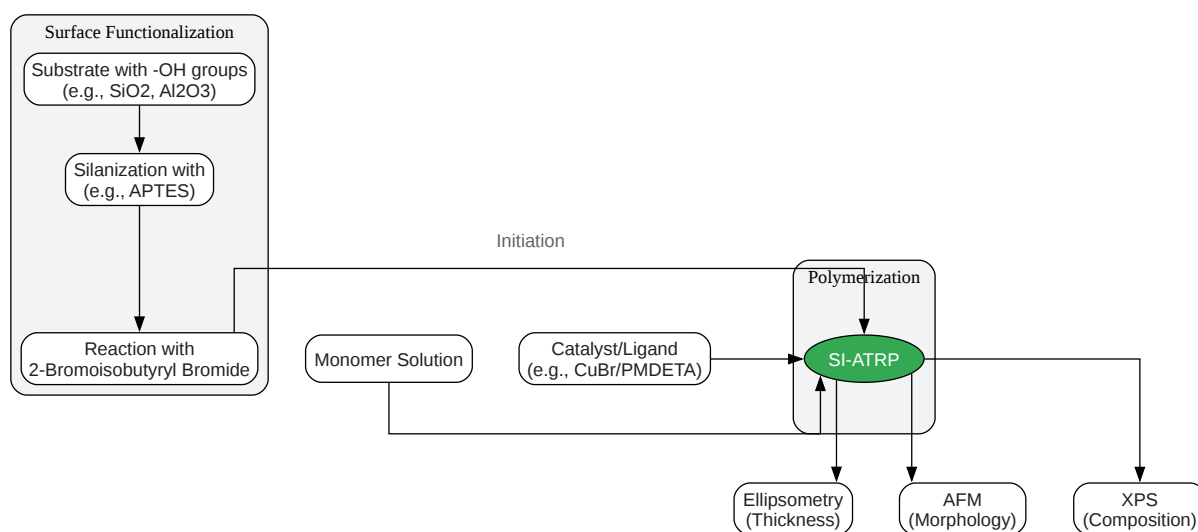 Surface Functionalization
Substrate with -OH groups
(e.g., SiO2, Al2O3)
Silanization with
(e.g., APTES)
Reaction with
2-Bromoisobutyryl Bromide
Initiation
Monomer Solution
Catalyst/Ligand
(e.g., CuBr/PMDETA)
Polymerization
SI-ATRP
Ellipsometry
(Thickness)
AFM
(Morphology)
XPS
(Composition)